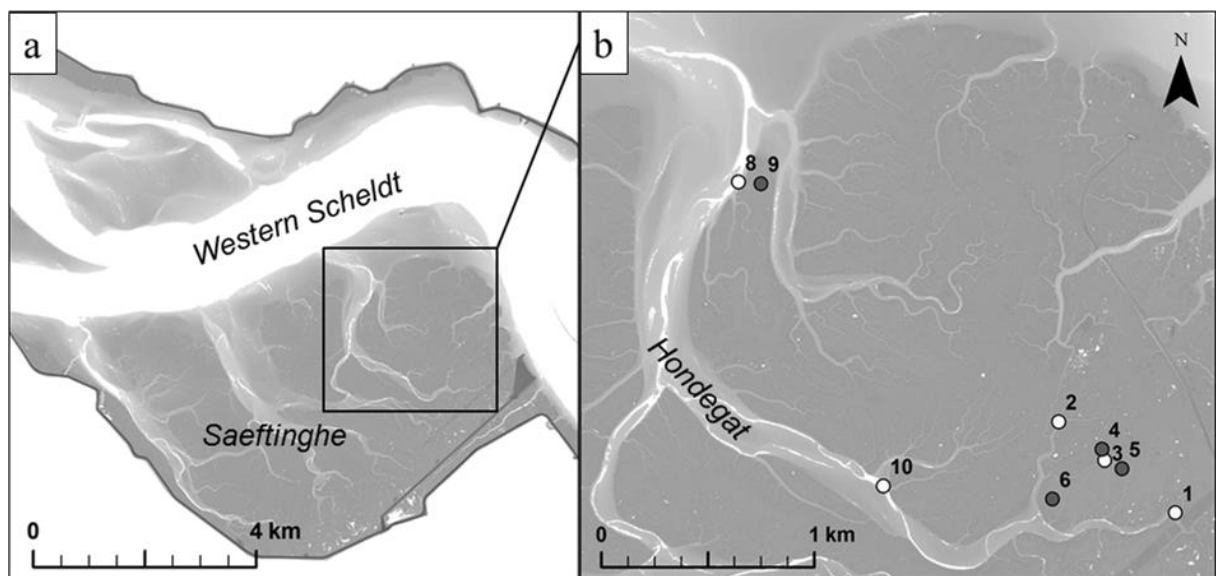 a
Western Scheldt
Saeftinghe
0 4 km
b
N
8 9
Hondegat
2
4
3 5
10
6
1
0 1 km